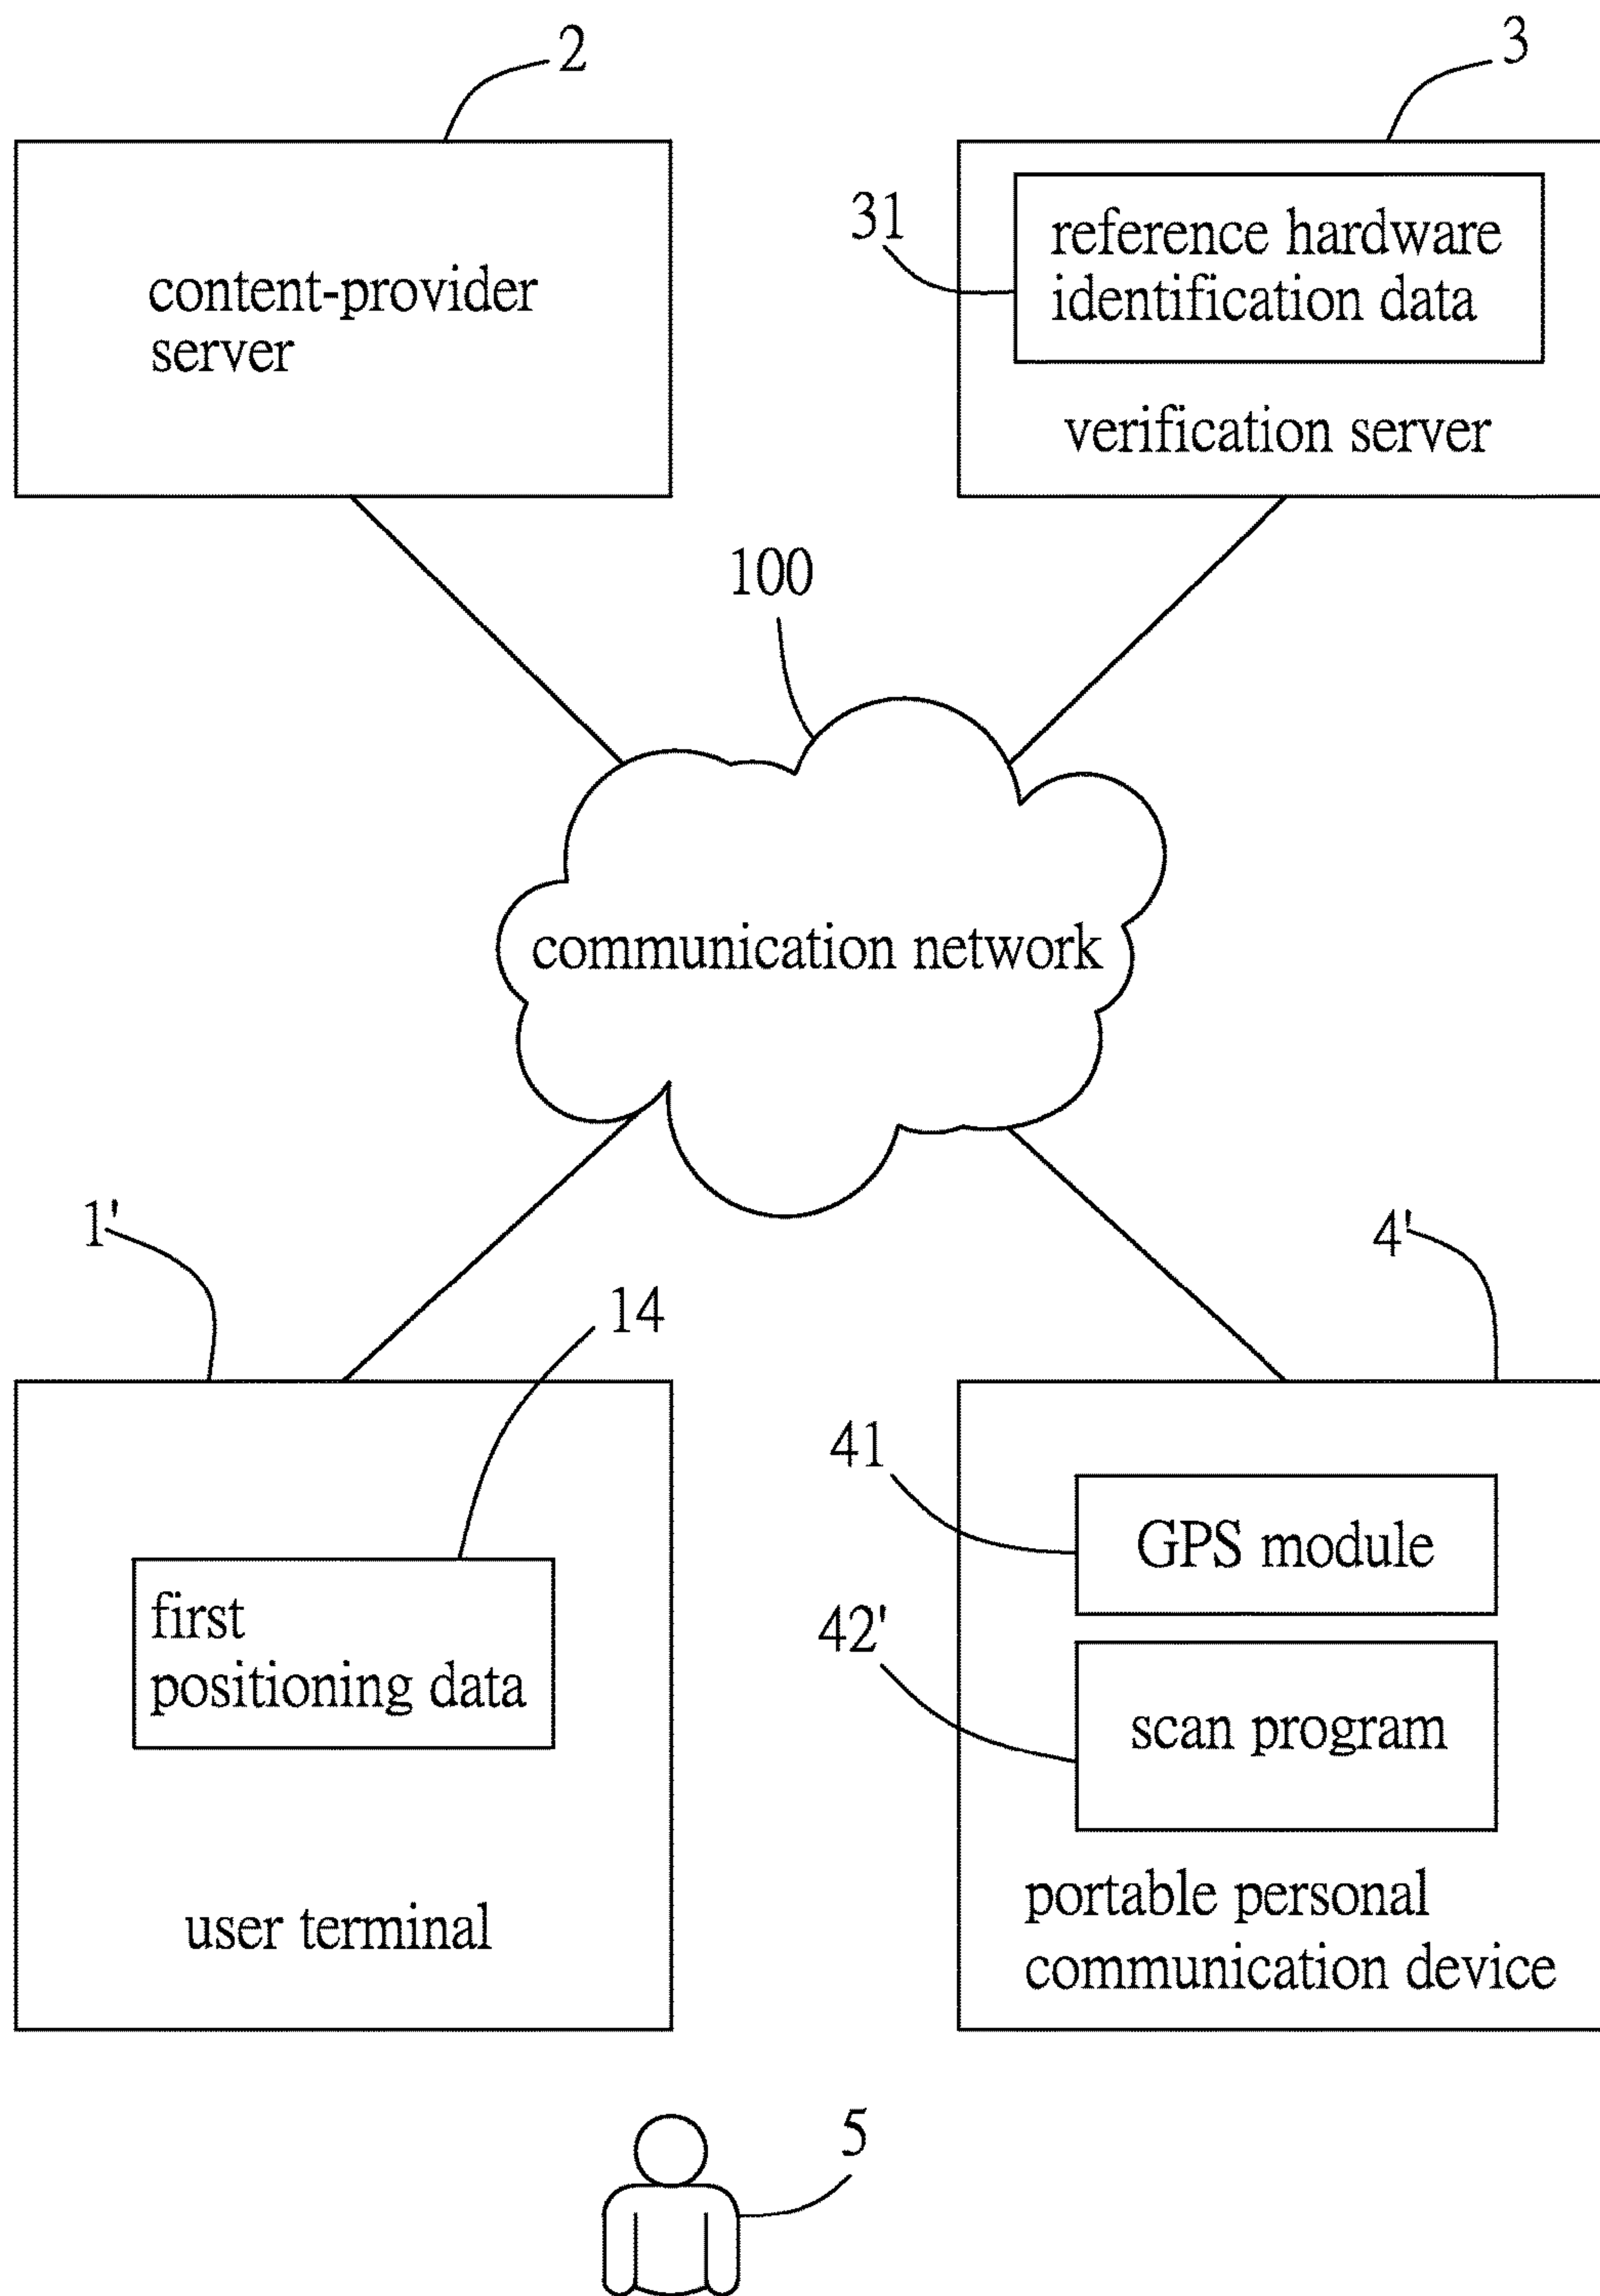 2
3
content-provider
server
31
reference hardware
identification data
verification server
100
communication network
1'
4'
14
41
GPS module
first
positioning data
42'
scan program
user terminal
portable personal
communication device
5